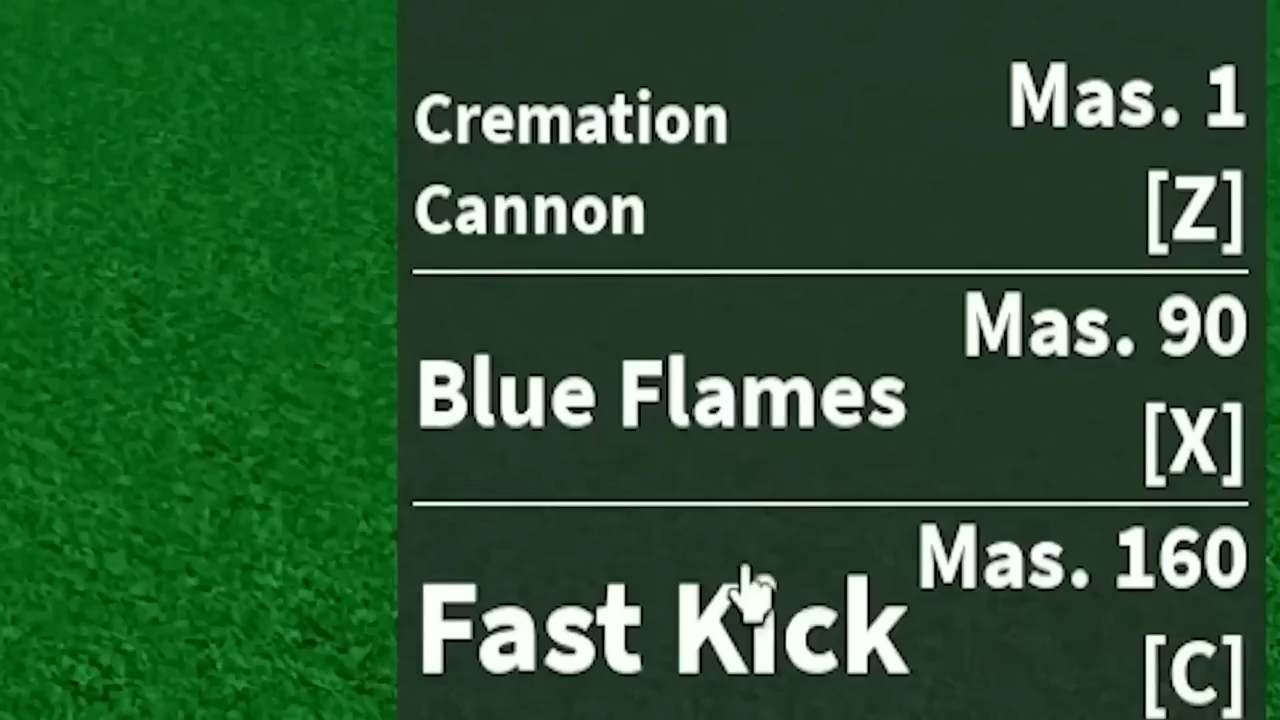 Cremation
Cannon
Mas. 1
[Z]
Blue Flames
Mas. 90
[X]
Fast Kick
Mas. 160
[C]